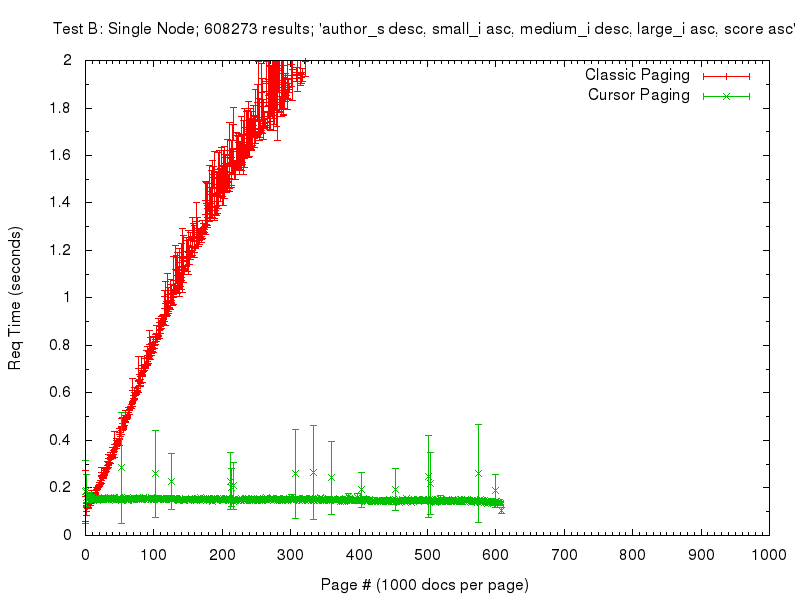 Test B: Single Node; 608273 results; 'author_s desc, small_i asc, medium_i desc, large_i asc, score asc'
Classic Paging
Cursor Paging
2
1.8
1.6
1.4
1.2
1
0.8
0.6
0.4
0.2
0
Req Time (seconds)
0 100 200 300 400 500 600 700 800 900 1000
Page # (1000 docs per page)